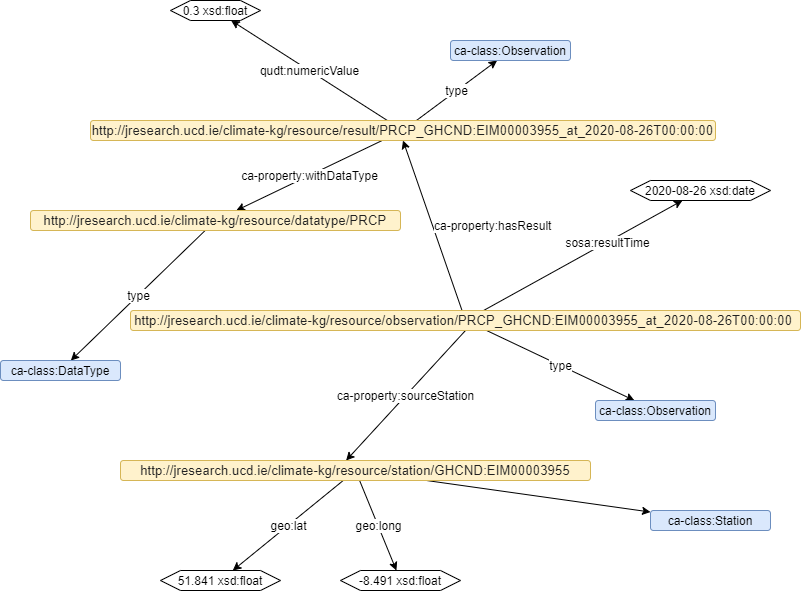 0.3 xsd:float
ca-class:Observation
qudt:numericValue
type
http://jresearch.ucd.ie/climate-kg/resource/result/PRCP_GHCND:EIM00003955_at_2020-08-26T00:00:00
ca-property:withDataType
2020-08-26 xsd:date
http://jresearch.ucd.ie/climate-kg/resource/datatype/PRCP
ca-property:hasResult
sosa:resultTime
type
http://jresearch.ucd.ie/climate-kg/resource/observation/PRCP_GHCND:EIM00003955_at_2020-08-26T00:00:00
ca-class:DataType
type
ca-property:sourceStation
ca-class:Observation
http://jresearch.ucd.ie/climate-kg/resource/station/GHCND:EIM00003955
geo:lat
geo:long
ca-class:Station
51.841 xsd:float
-8.491 xsd:float